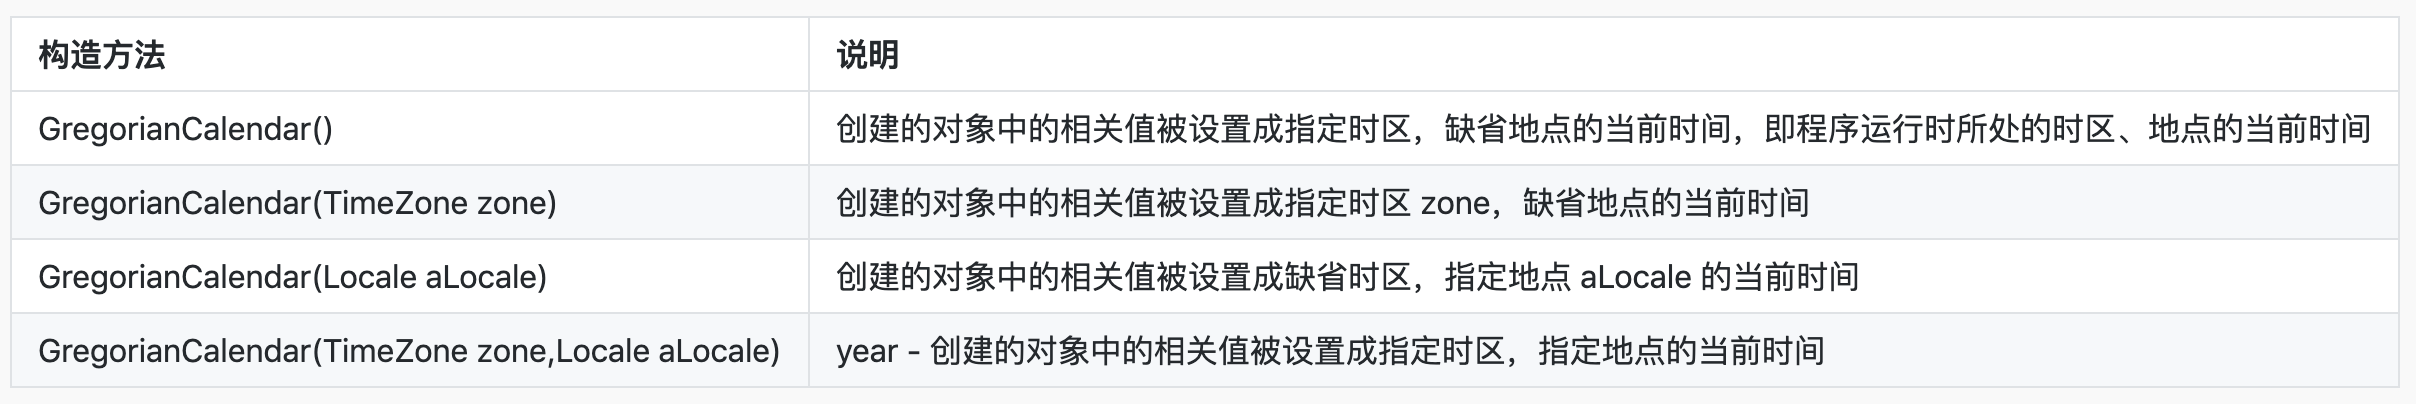 构造方法 说明
GregorianCalendar() 创建的对象中的相关值被设置成指定时区，缺省地点的当前时间，即程序运行时所处的时区、地点的当前时间
GregorianCalendar(TimeZone zone) 创建的对象中的相关值被设置成指定时区 zone，缺省地点的当前时间
GregorianCalendar(Locale aLocale) 创建的对象中的相关值被设置成缺省时区，指定地点 aLocale 的当前时间
GregorianCalendar(TimeZone zone,Locale aLocale) year - 创建的对象中的相关值被设置成指定时区，指定地点的当前时间